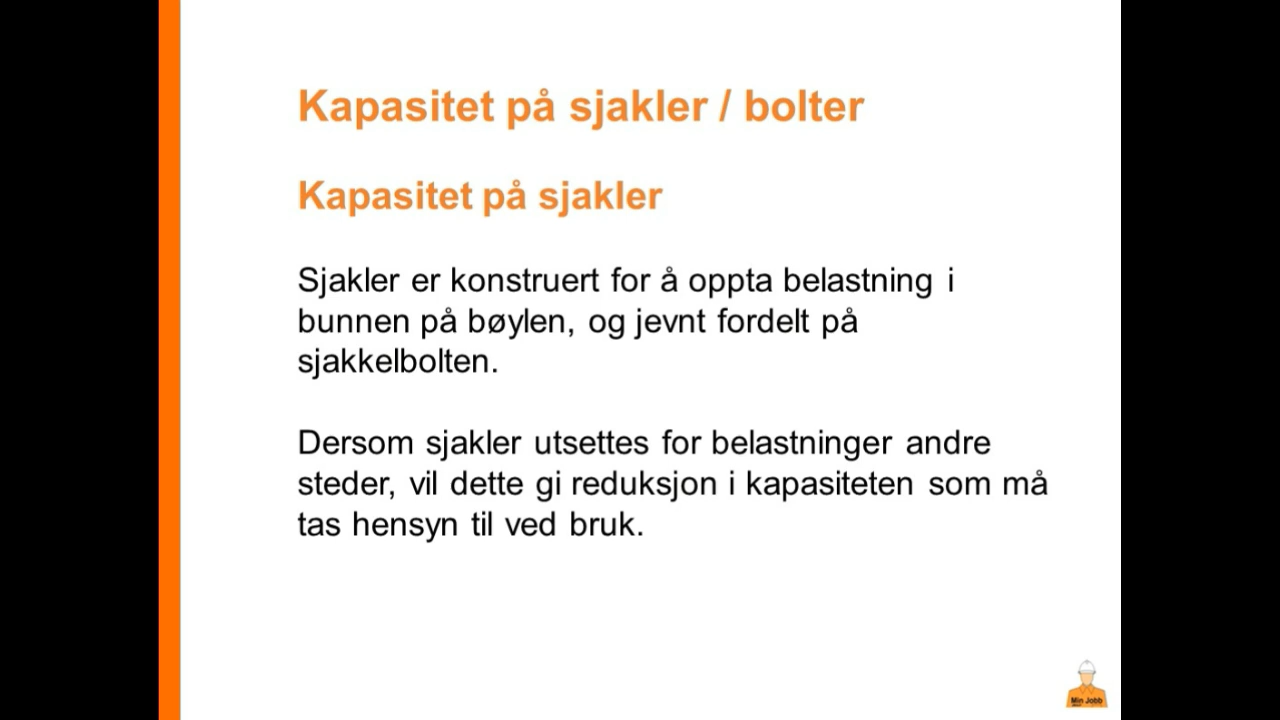 Kapasitet på sjakler / bolter
Kapasitet på sjakler
Sjakler er konstruert for å oppta belastning i
bunnen på bøylen, og jevnt fordelt på
sjakkelbolten.
Dersom sjakler utsettes for belastninger andre
steder, vil dette gi reduksjon i kapasiteten som må
tas hensyn til ved bruk.
Min Jobb